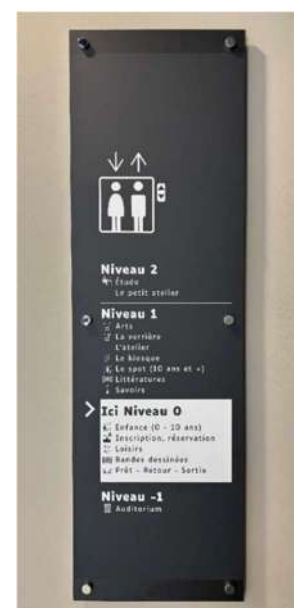 Niveau 2
Étude
Le petit atelier
Niveau 1
Arts
La verrière
L'atelier
Le kiosque
Le spot (10 ans et +)
Littératures
Savoirs
Ici Niveau 0
Enfance (0 - 10 ans)
Inscription, réservation
Loisirs
Bandes dessinées
Prêt - Retour - Sortie
Niveau -1
Auditorium